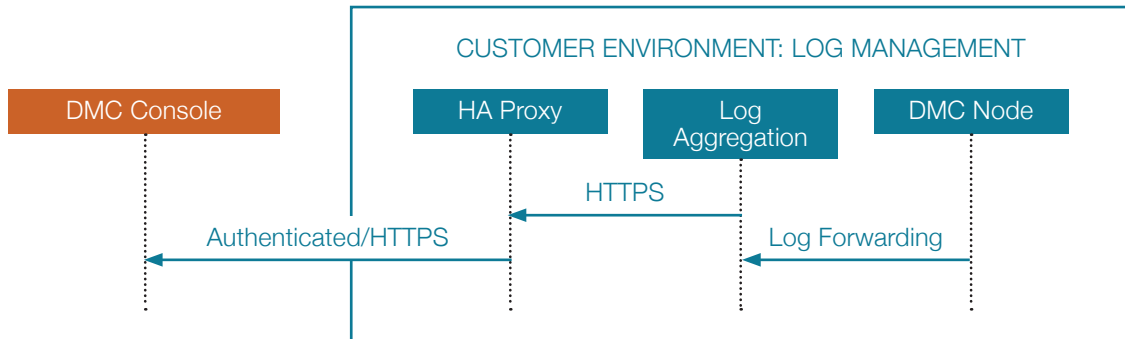 CUSTOMER ENVIRONMENT: LOG MANAGEMENT
DMC Console
HA Proxy
Log
Aggregation
DMC Node
HTTPS
Authenticated/HTTPS
Log Forwarding